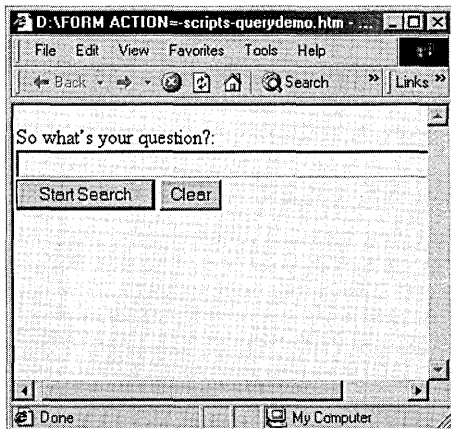 D:\FORM ACTION=-scripts-querydemo.htm - ...
File Edit View Favorites Tools Help
Back Search » Links »
So what's your question?:
Start Search Clear
Done My Computer